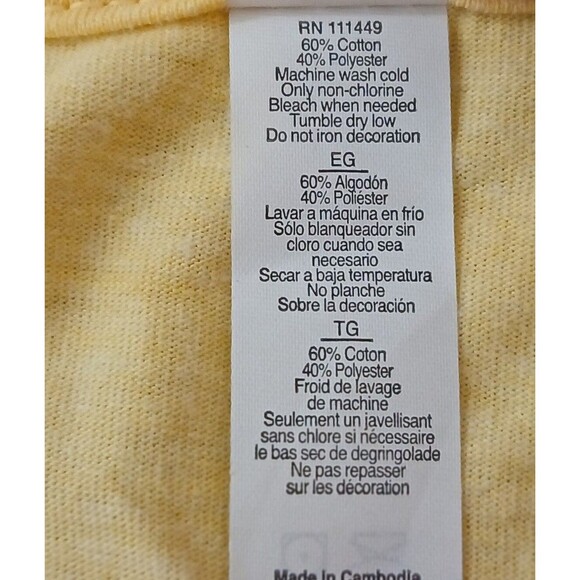 RN 111449
60% Cotton
40% Polyester
Machine wash cold
Only non-chlorine
Bleach when needed
Tumble dry low
Do not iron decoration
EG
60% Algodón
40% Poliéster
Lavar a máquina en frío
Sólo blanqueador sin
cloro cuando sea
necesario
Secar a baja temperatura
No planche
Sobre la decoración
TG
60% Coton
40% Polyester
Froid de lavage
de machine
Seulement un javellisant
sans chlore si nécessaire
le bas sec de degringolade
Ne pas repasser
sur les décoration
Made In Cambodia